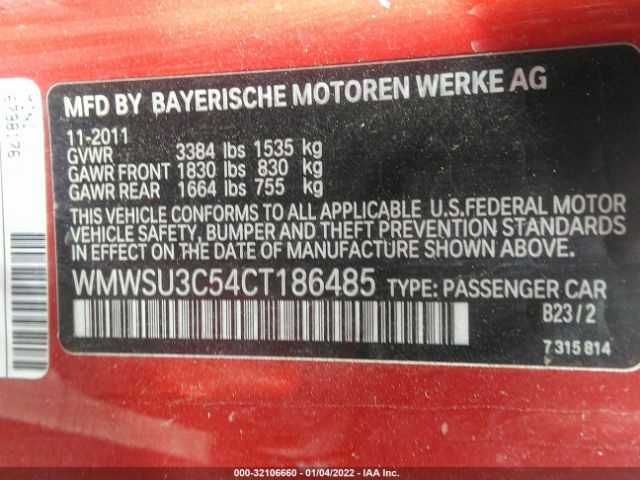 MFD BY BAYERISCHE MOTOREN WERKE AG
11-2011
GVWR 3384 lbs 1535 kg
GAWR FRONT 1830 lbs 830 kg
GAWR REAR 1664 lbs 755 kg
THIS VEHICLE CONFORMS TO ALL APPLICABLE U.S.FEDERAL MOTOR
VEHICLE SAFETY, BUMPER AND THEFT PREVENTION STANDARDS
IN EFFECT ON THE DATE OF MANUFACTURE SHOWN ABOVE.
WMWSU3C54CT186485 TYPE: PASSENGER CAR
B23/2
7 315 814
000-32106660 - 01/04/2022 - IAA Inc.